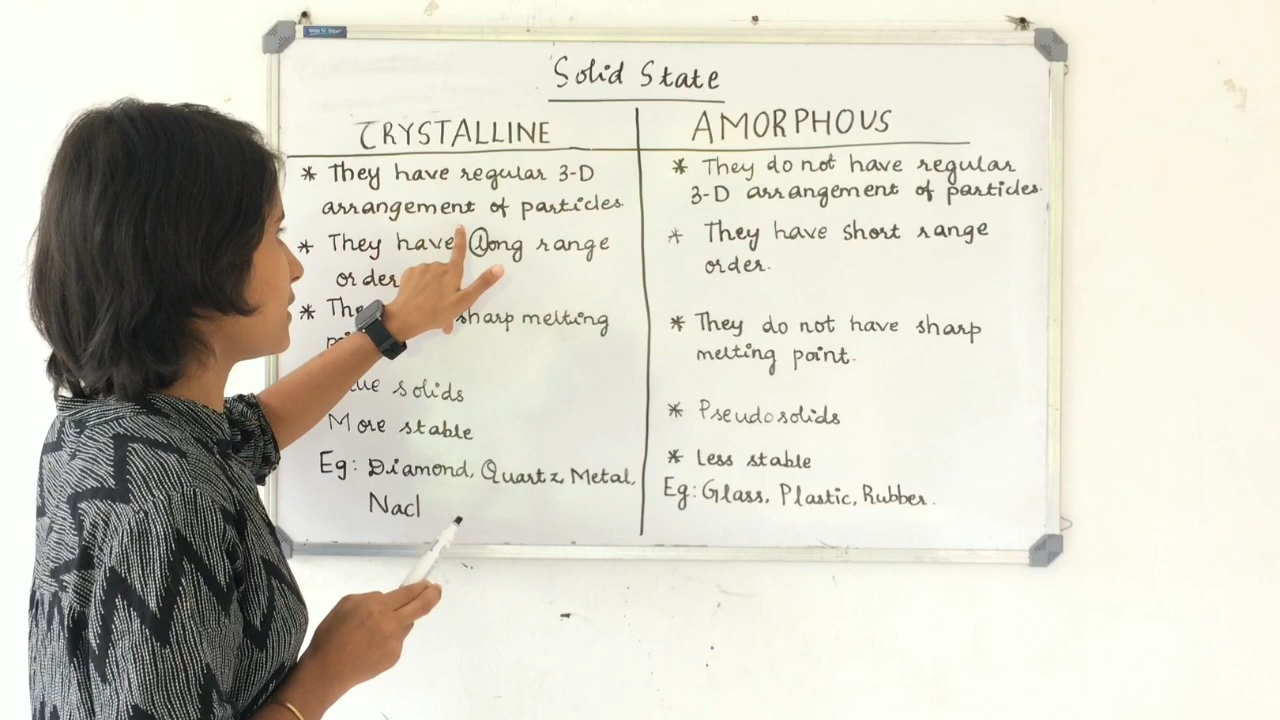 Solid State
CRYSTALLINE
* They have regular 3-D
arrangement of particles.
* They have long range
order
* sharp melting
solids
More stable
Eg: Diamond, Quartz, Metal,
Nacl
AMORPHOUS
* They do not have regular
3-D arrangement of particles.
* They have short range
order.
* They do not have sharp
melting point.
* Pseudosolids
* Less stable
Eg: Glass, Plastic, Rubber.